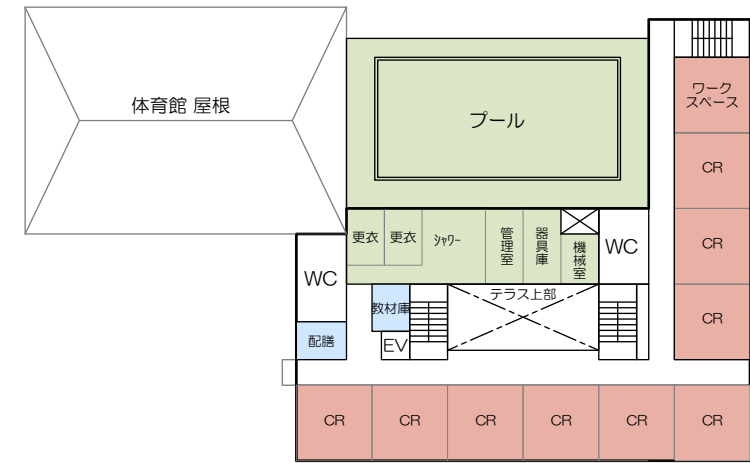 体育館 屋根
プール
ワーク
スペース
CR
CR
CR
更衣
更衣
ｼｬﾜｰ
管理室
器具庫
機械室
WC
WC
テラス上部
教材庫
配膳
EV
CR
CR
CR
CR
CR
CR